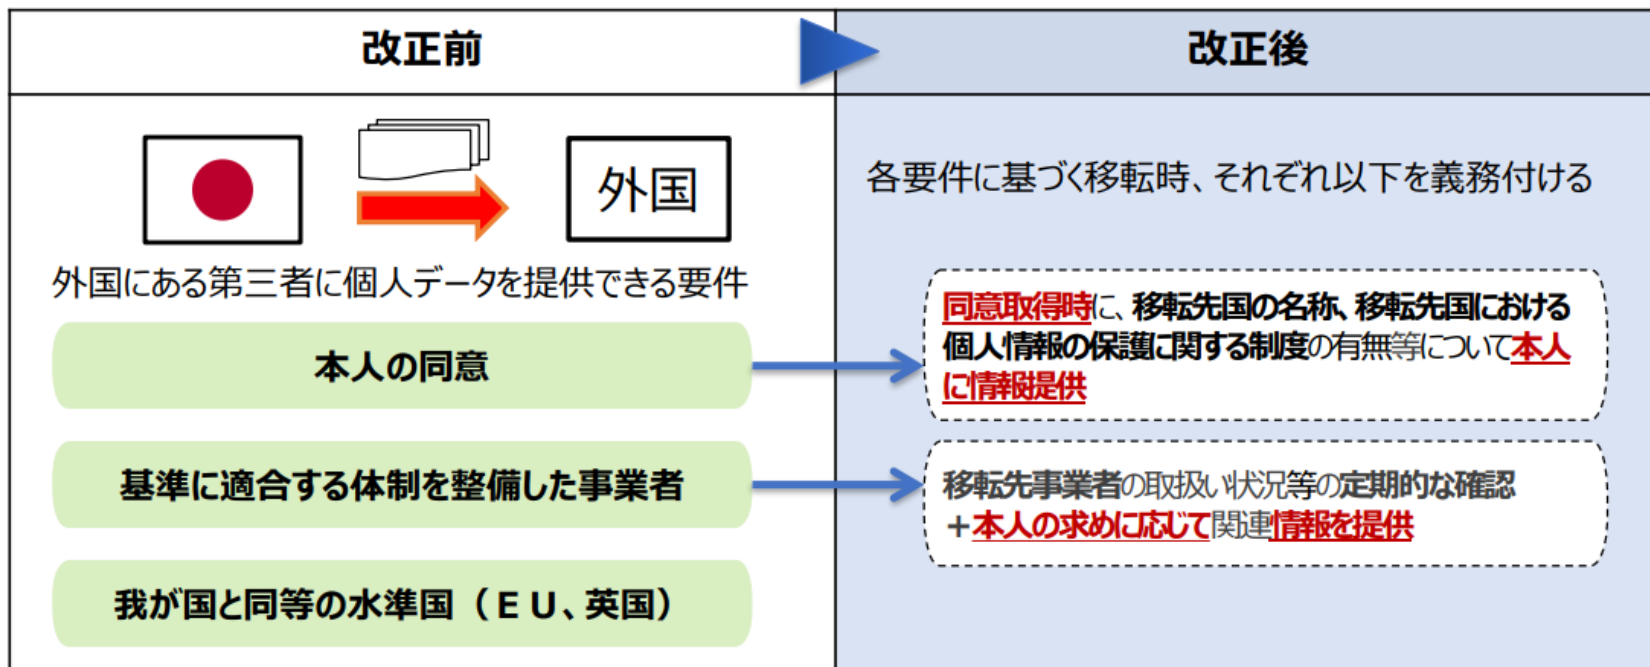 改正前
改正後
外国
外国にある第三者に個人データを提供できる要件
本人の同意
基準に適合する体制を整備した事業者
我が国と同等の水準国（ＥＵ、英国）
各要件に基づく移転時、それぞれ以下を義務付ける
同意取得時に、移転先国の名称、移転先国における
個人情報の保護に関する制度の有無等について本人
に情報提供
移転先事業者の取扱い状況等の定期的な確認
＋本人の求めに応じて関連情報を提供